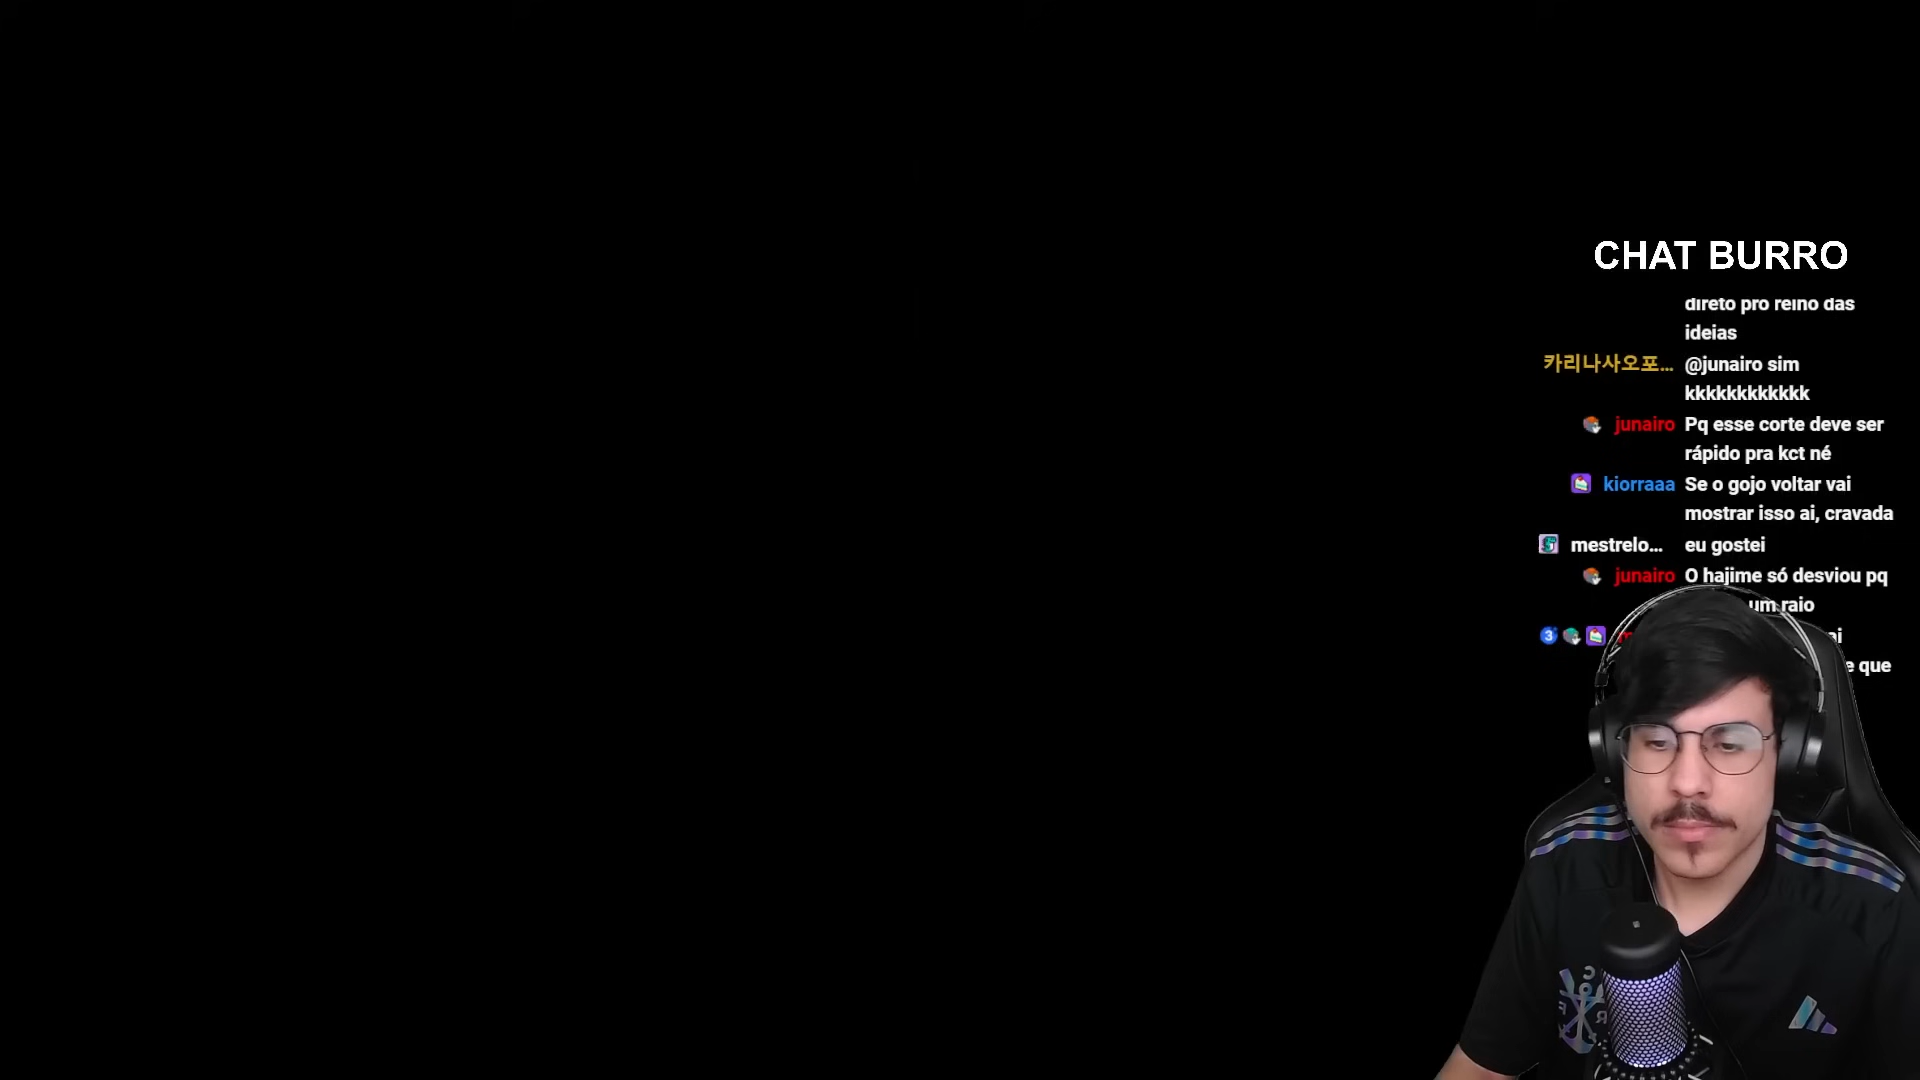 CHAT BURRO
direto pro reino das
ideias
카리나사오포... @junairo sim
kkkkkkkkkkkk
junairo Pq esse corte deve ser
rápido pra kct né
kiorraaa Se o gojo voltar vai
mostrar isso ai, cravada
mestrelo... eu gostei
junairo O hajime só desviou pq
um raio
3
que